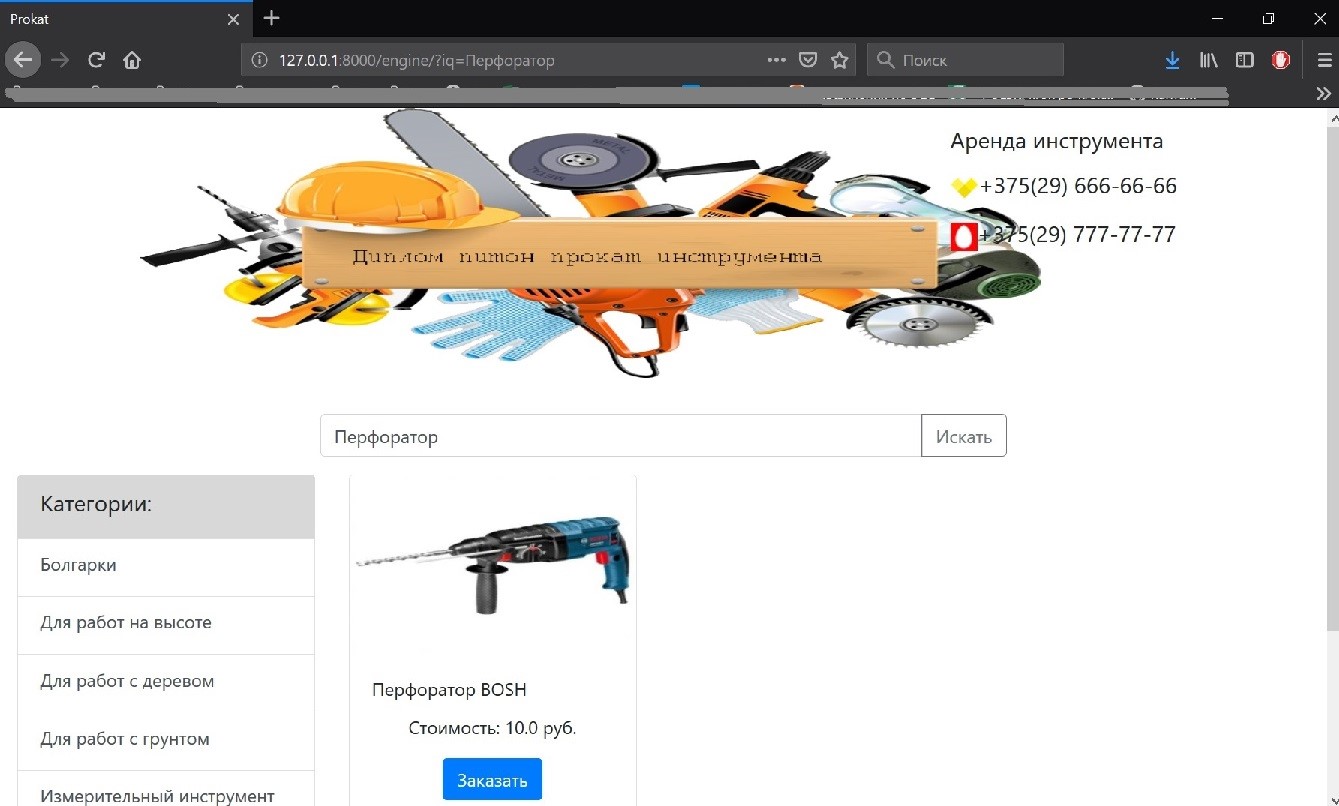 Prokat
127.0.0.1:8000/engine/?iq=Перфоратор
Поиск
Аренда инструмента
+375(29) 666-66-66
+375(29) 777-77-77
METAL
METAL
Диплом питон прокат инструмента
Перфоратор
Искать
Категории:
Болгарки
Для работ на высоте
Для работ с деревом
Для работ с грунтом
Измерительный инструмент
Перфоратор BOSH
Стоимость: 10.0 руб.
Заказать